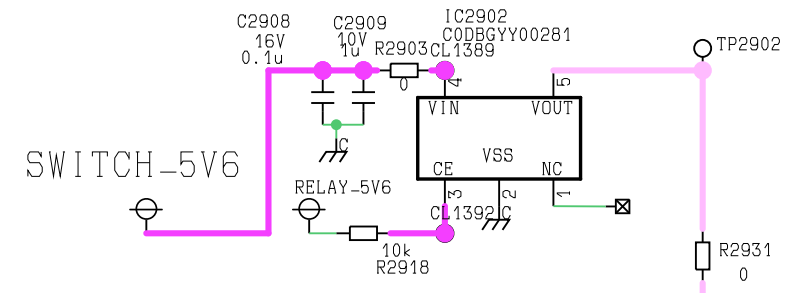 C2908
16V
0.1u
C2909
10V
1u
R2903
0
IC2902
C0DBGYY00281
CL1389
4
VIN
5
VOUT
TP2902
C
SWITCH_5V6
RELAY_5V6
CE
VSS
NC
3
2
1
CL1392
C
10k
R2918
R2931
0